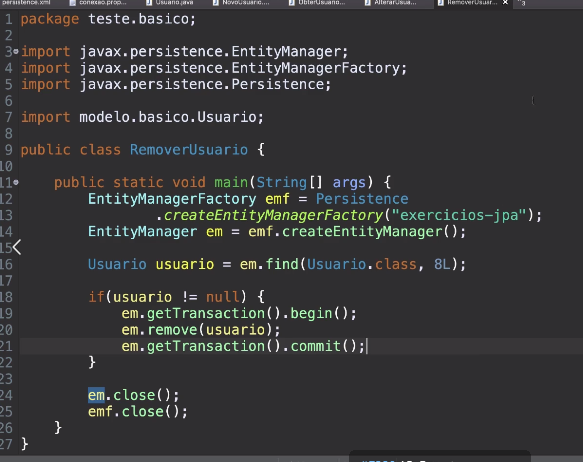 persistence.xml conexao.prop... Usuario.java NovoUsuario.... ObterUsuario... AlterarUsua... RemoverUsuar...
1 package teste.basico;
2
3 import javax.persistence.EntityManager;
4 import javax.persistence.EntityManagerFactory;
5 import javax.persistence.Persistence;
6
7 import modelo.basico.Usuario;
8
9 public class RemoverUsuario {
10
11 public static void main(String[] args) {
12 EntityManagerFactory emf = Persistence
13 .createEntityManagerFactory("exercicios-jpa");
14 EntityManager em = emf.createEntityManager();
15
16 Usuario usuario = em.find(Usuario.class, 8L);
17
18 if(usuario != null) {
19 em.getTransaction().begin();
20 em.remove(usuario);
21 em.getTransaction().commit();
22 }
23
24 em.close();
25 emf.close();
26 }
27 }